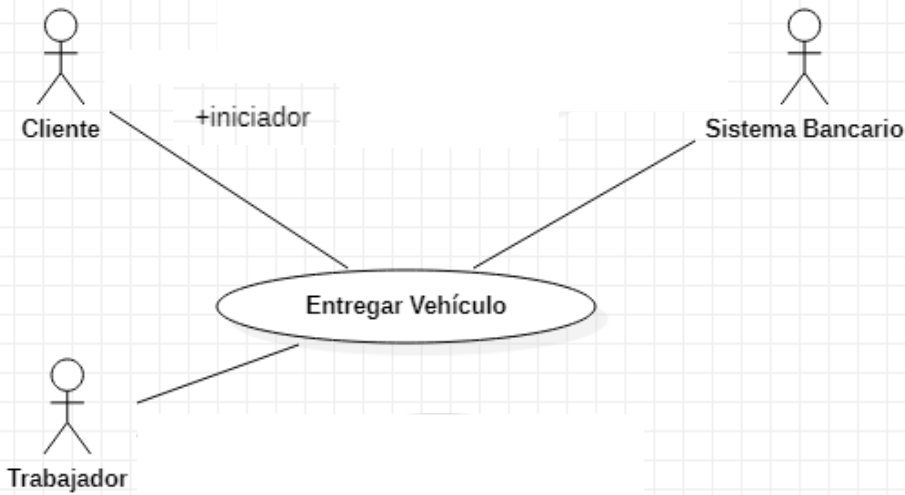 +iniciador
Cliente
Sistema Bancario
Entregar Vehículo
Trabajador